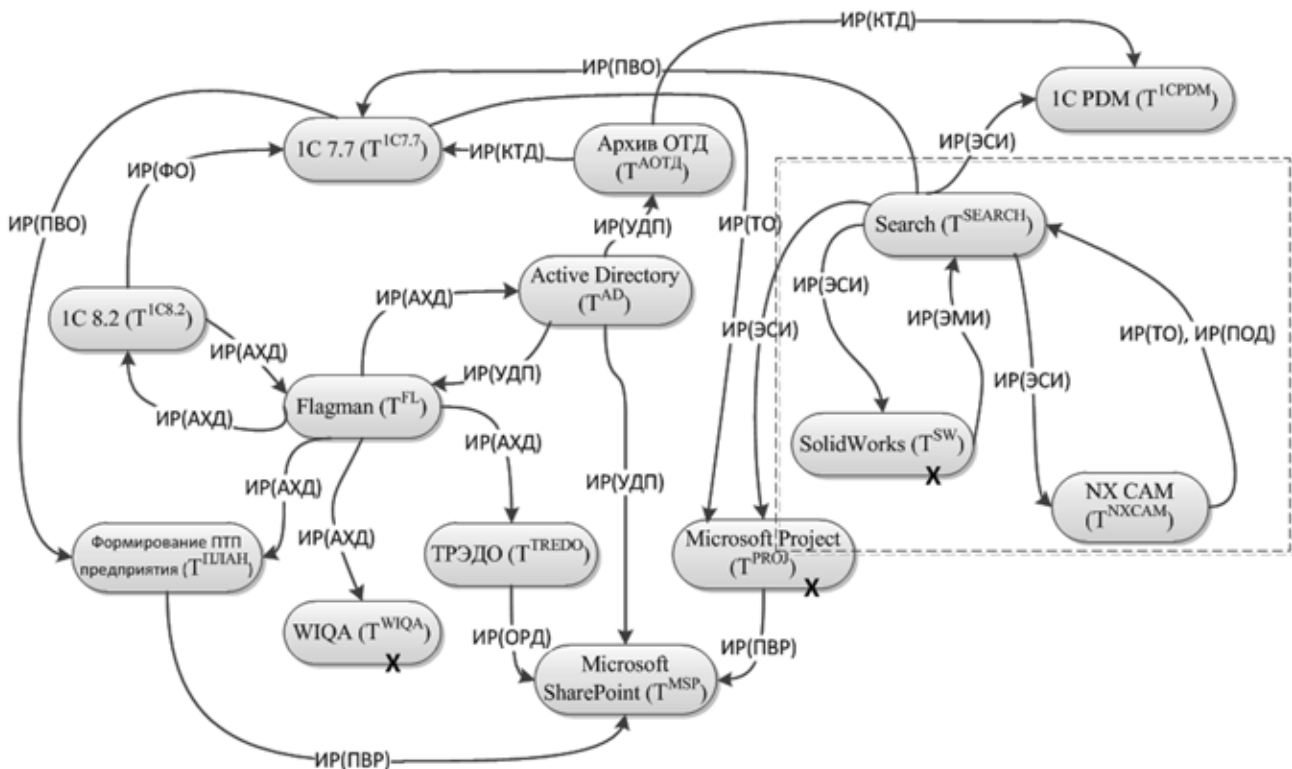 ИР(КТД)
ИР(ПВО)
1С PDM (T^1CPDM)
1С 7.7 (T^1C7.7)
ИР(КТД)
Архив ОТД
(T^АОТД)
ИР(ЭСИ)
ИР(ФО)
ИР(ПВО)
ИР(УДП)
ИР(ТО)
Search (T^SEARCH)
Active Directory
(T^AD)
ИР(ЭСИ)
1С 8.2 (T^1C8.2)
ИР(АХД)
ИР(ЭСИ)
ИР(ЭМИ)
ИР(ТО), ИР(ПОД)
ИР(АХД)
ИР(УДП)
ИР(ЭСИ)
Flagman (T^FL)
ИР(АХД)
ИР(АХД)
SolidWorks (T^SW)
X
ИР(АХД)
ИР(УДП)
NX CAM
(T^NXCAM)
Формирование ПТП
предприятия (T^ПЛАН)
ИР(АХД)
ТРЭДО (T^TREDO)
Microsoft Project
(T^PROJ)
X
WIQA (T^WIQA)
X
ИР(ОРД)
ИР(ПВР)
Microsoft
SharePoint (T^MSP)
ИР(ПВР)